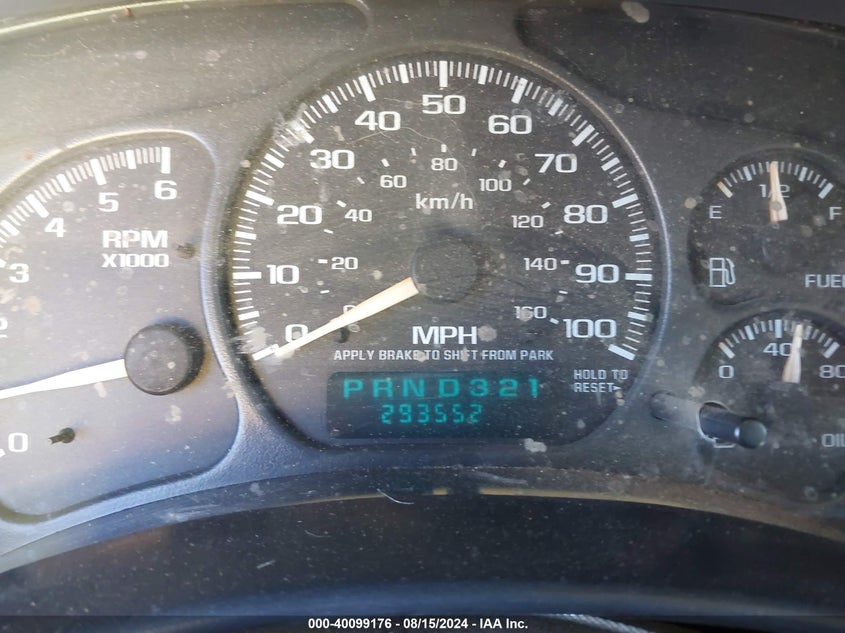 RPM
X1000
0
2
3
4
5
6
0
10
20
30
40
50
60
70
80
90
100
0
20
40
60
80
100
120
140
160
km/h
MPH
APPLY BRAKE TO SHIFT FROM PARK
PRND321
293552
HOLD TO
RESET
E
1/2
F
FUEL
0
40
80
OIL
000-40099176 - 08/15/2024 - IAA Inc.